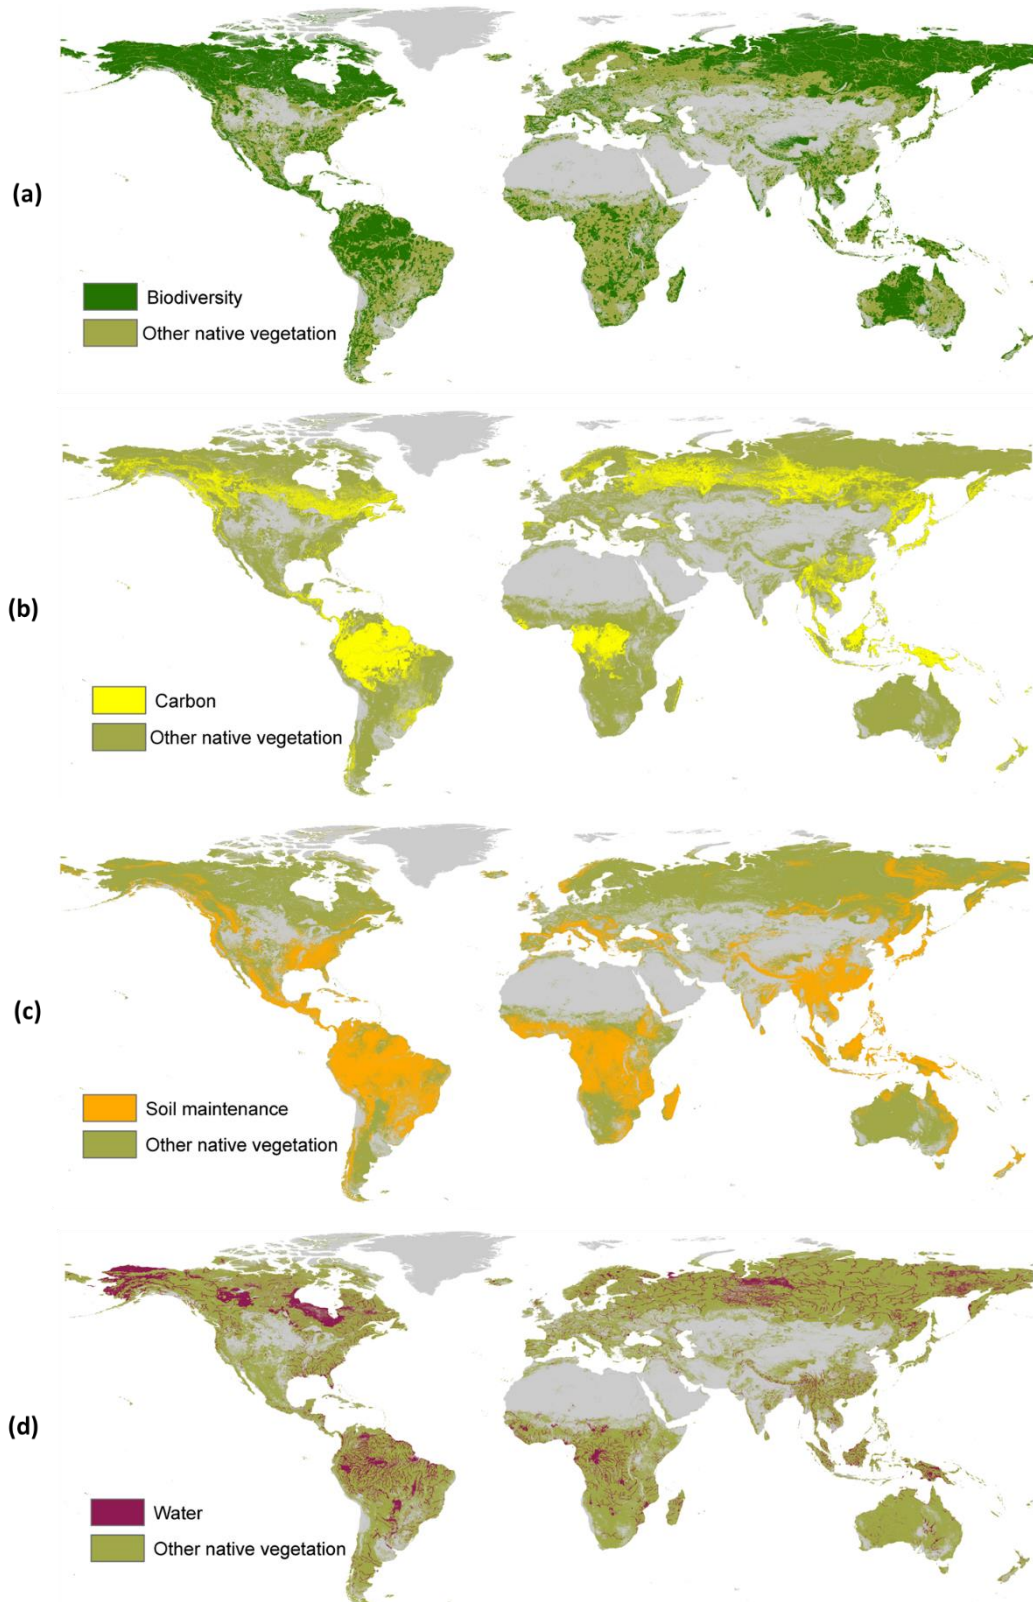 (a)
Biodiversity
Other native vegetation
(b)
Carbon
Other native vegetation
(c)
Soil maintenance
Other native vegetation
(d)
Water
Other native vegetation